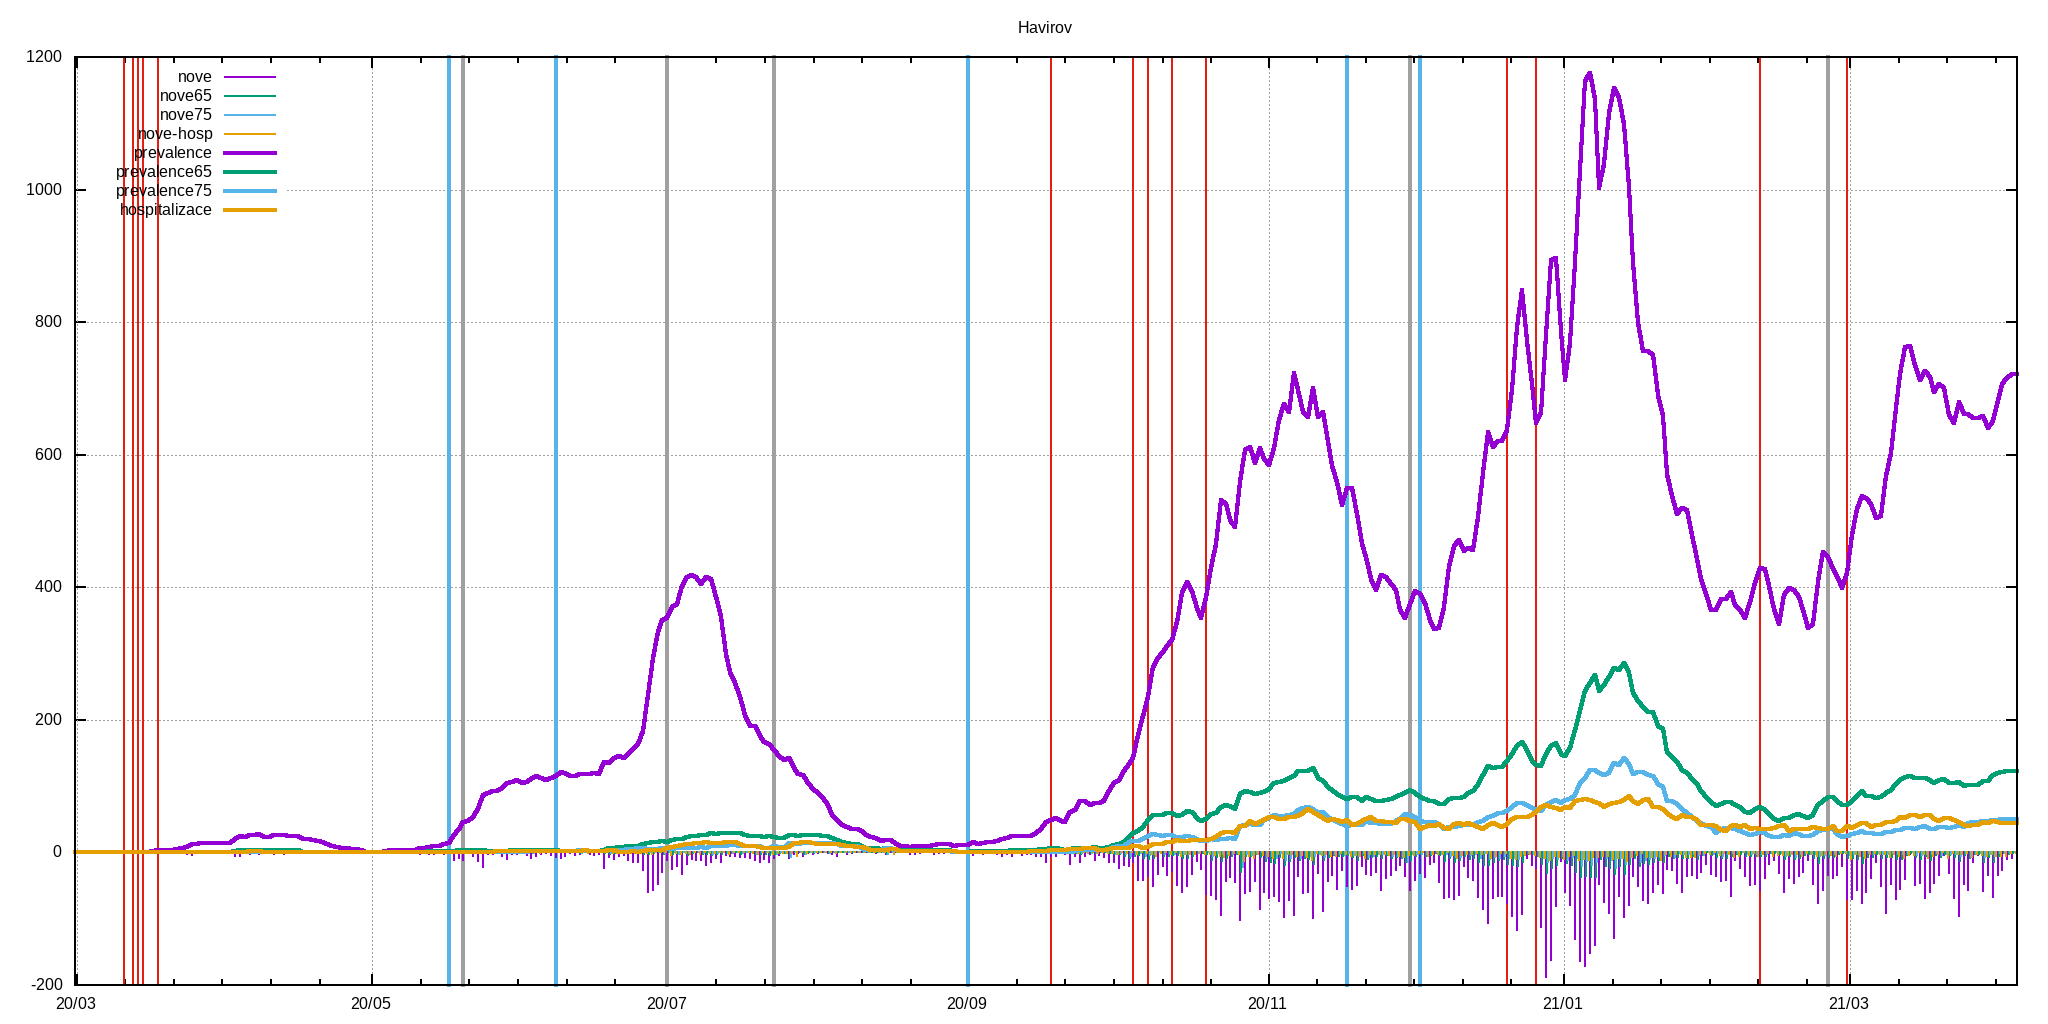 Havirov
1200
1000
800
600
400
200
0
-200
nove
nove65
nove75
nove-hosp
prevalence
prevalence65
prevalence75
hospitalizace
20/03 20/05 20/07 20/09 20/11 21/01 21/03